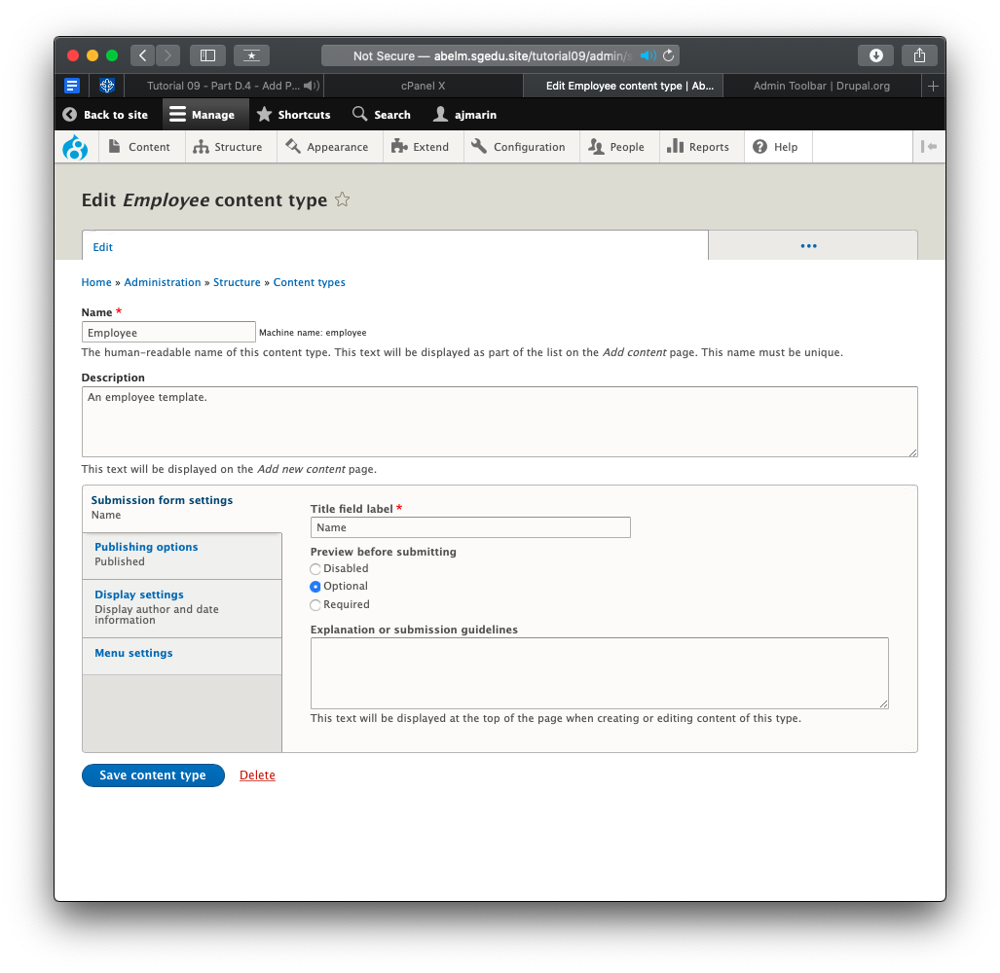 Not Secure — abelm.sgedu.site/tutorial09/admin/s
Tutorial 09 - Part D.4 - Add P...
cPanel X
Edit Employee content type | Ab...
Admin Toolbar | Drupal.org
Back to site
Manage
Shortcuts
Search
ajmarin
Content
Structure
Appearance
Extend
Configuration
People
Reports
Help
Edit Employee content type
Edit
Home » Administration » Structure » Content types
Name *
Employee
Machine name: employee
The human-readable name of this content type. This text will be displayed as part of the list on the Add content page. This name must be unique.
Description
An employee template.
This text will be displayed on the Add new content page.
Submission form settings
Name
Publishing options
Published
Display settings
Display author and date
information
Menu settings
Title field label *
Name
Preview before submitting
Disabled
Optional
Required
Explanation or submission guidelines
This text will be displayed at the top of the page when creating or editing content of this type.
Save content type
Delete